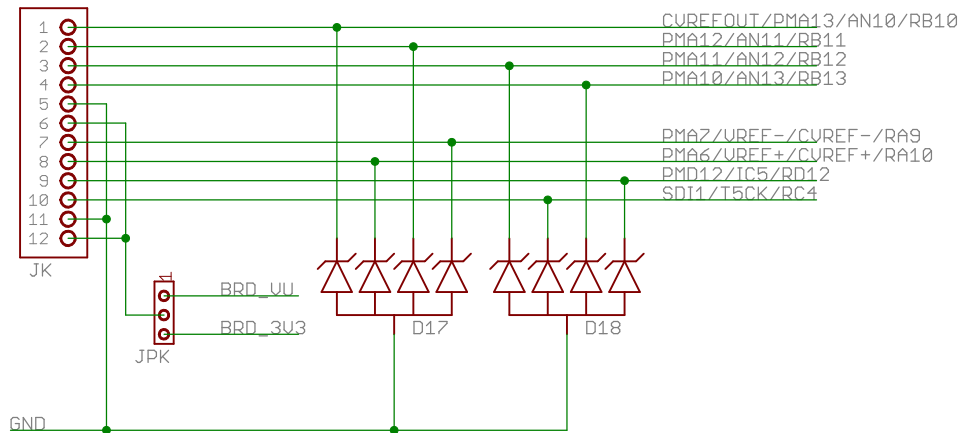 1 CVREFOUT/PMA13/AN10/RB10
2 PMA12/AN11/RB11
3 PMA11/AN12/RB12
4 PMA10/AN13/RB13
5
6
7 PMA7/VREF-/CVREF-/RA9
8 PMA6/VREF+/CVREF+/RA10
9 PMD12/IC5/RD12
10 SDI1/T5CK/RC4
11
12
JK
1
BRD_VU
BRD_3V3
D17
D18
JPK
GND